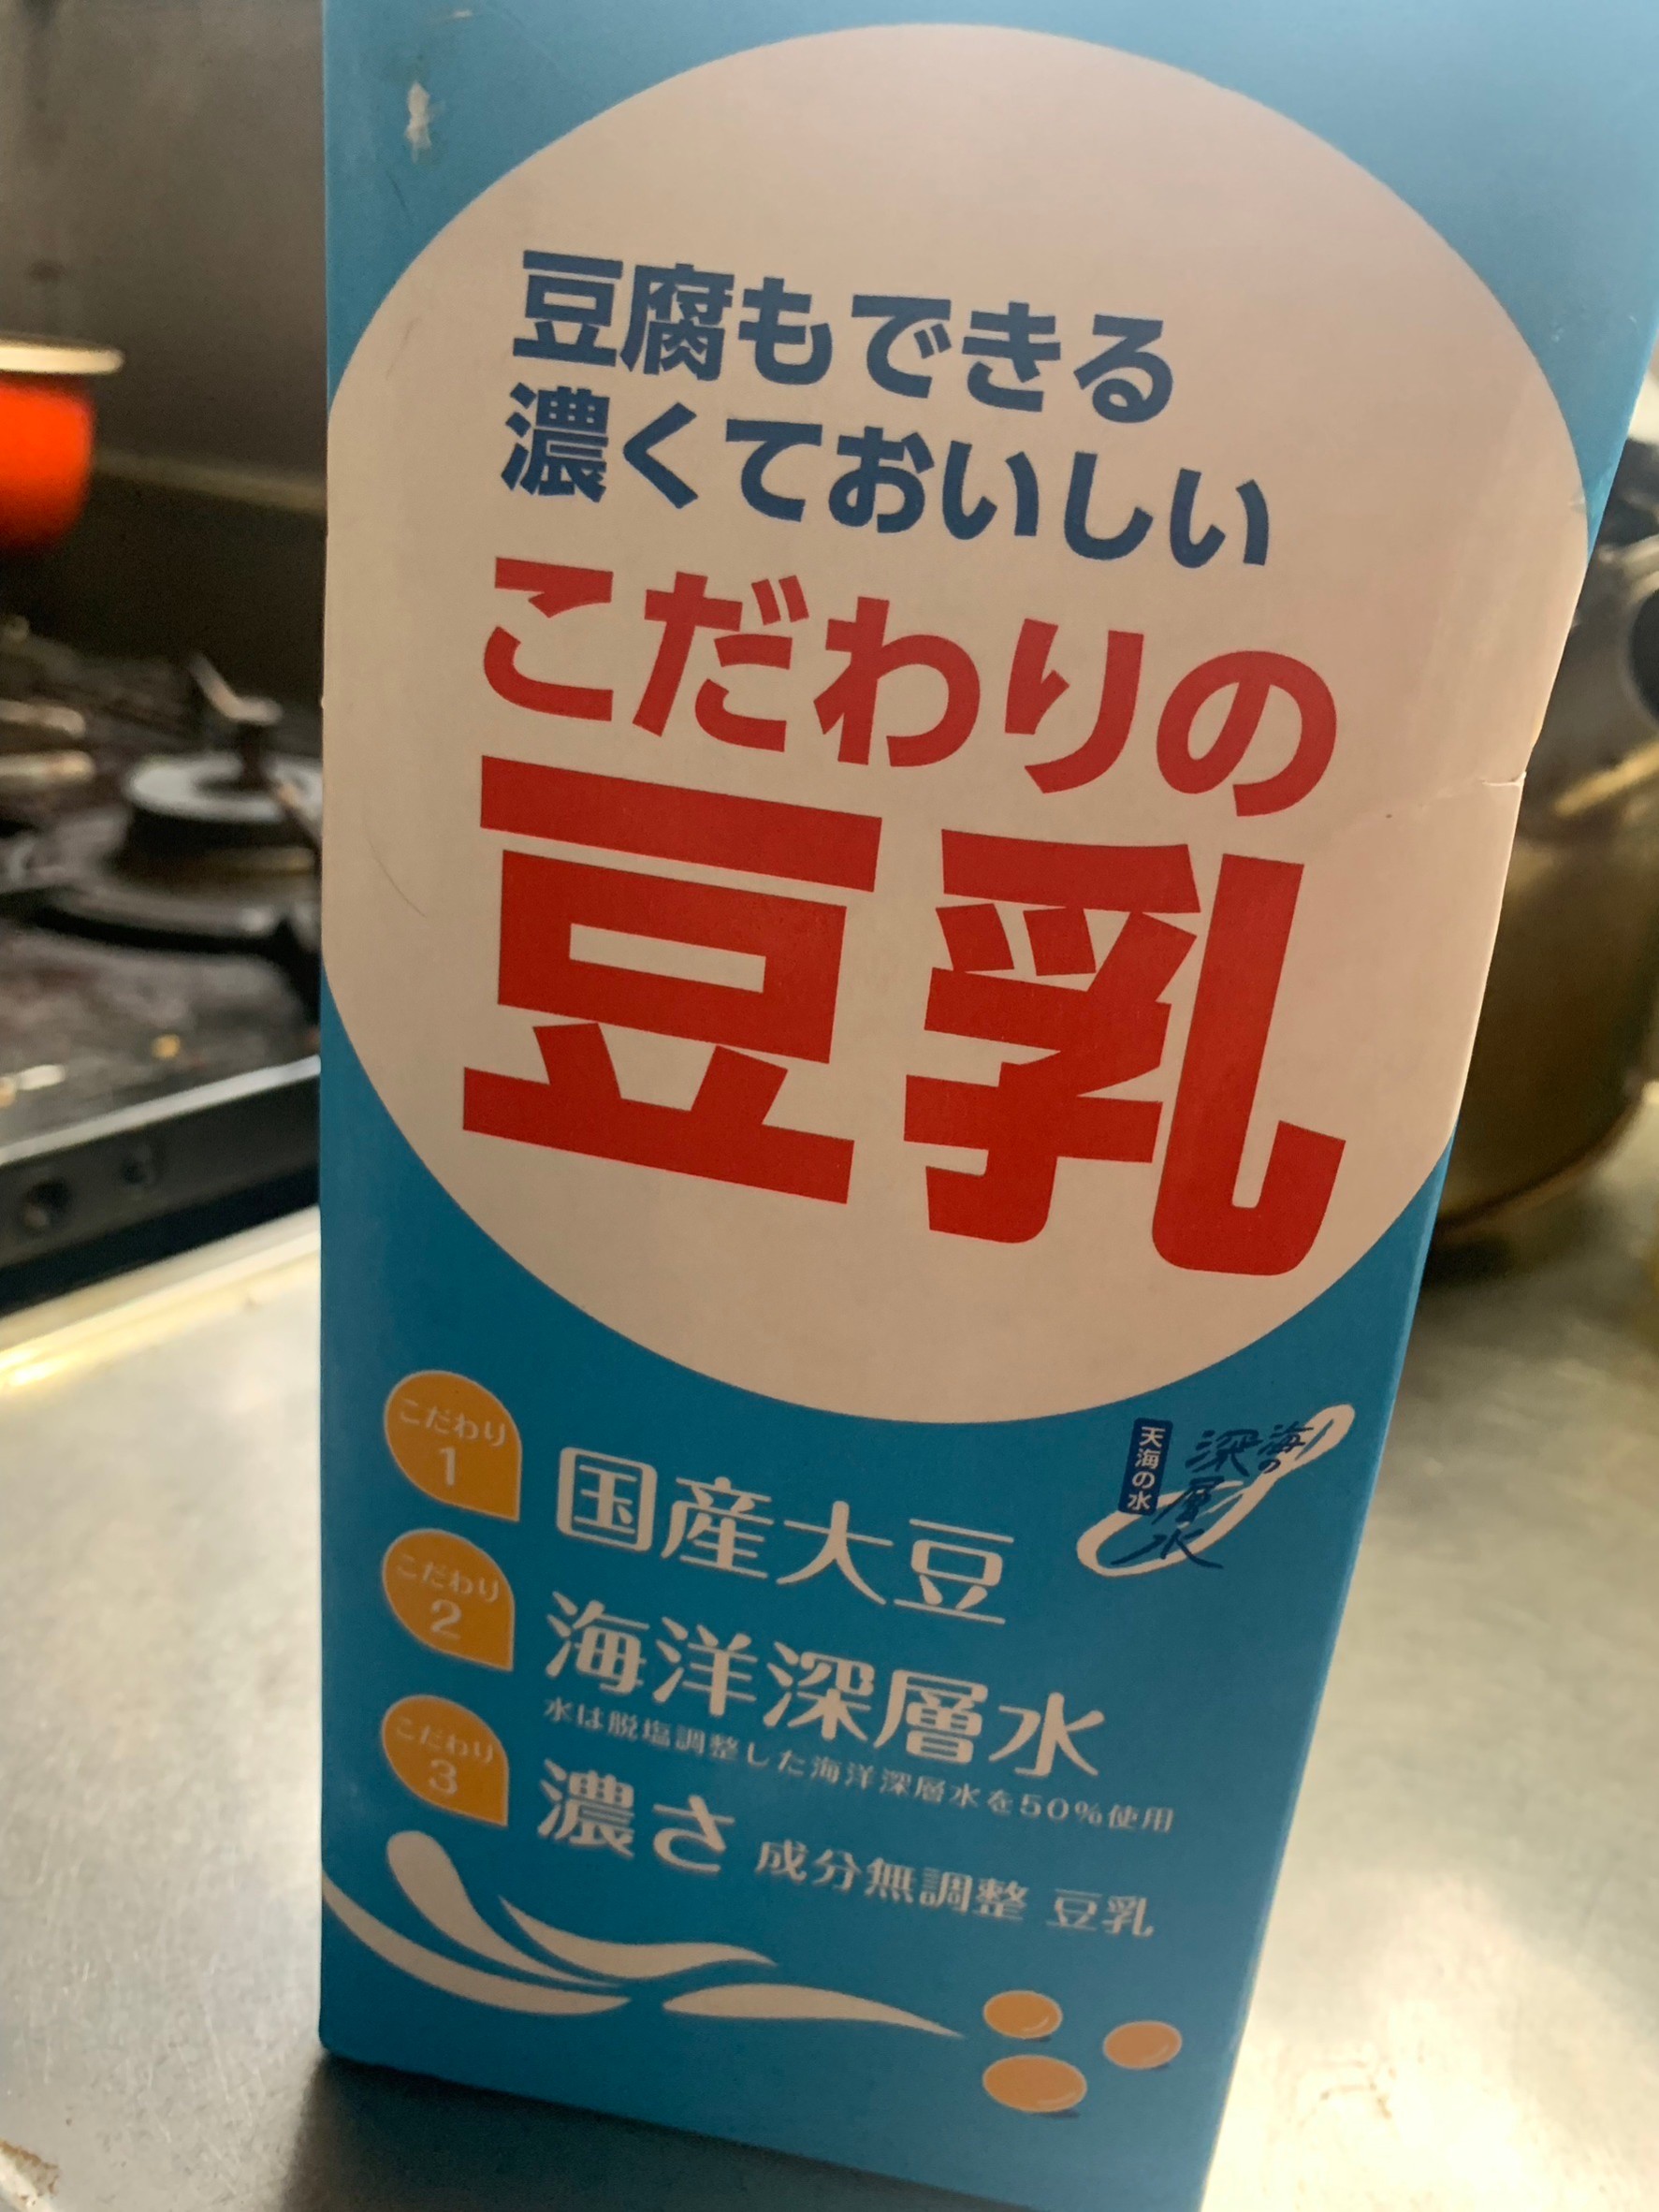 豆腐もできる
濃くておいしい
こだわりの
豆乳
天海の水
海の深層水
こだわり
1
国産大豆
こだわり
2
海洋深層水
水は脱塩調整した海洋深層水を50%使用
こだわり
3
濃さ 成分無調整 豆乳